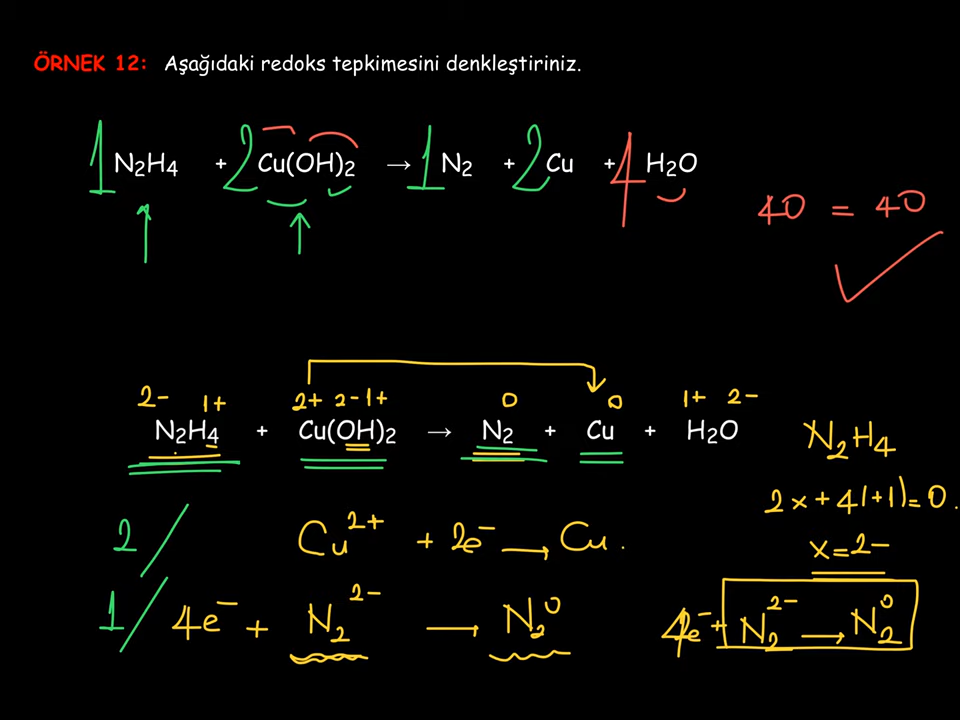 ÖRNEK 12: Aşağıdaki redoks tepkimesini denkleştiriniz.
1 N2H4 + 2 Cu(OH)2 → 1 N2 + 2 Cu + 4 H2O
4O = 4O
2- 1+ 2+ 2- 1+ 0 0 1+ 2-
N2H4 + Cu(OH)2 → N2 + Cu + H2O
N2H4
2x + 4(+1) = 0.
x = 2-
2/ Cu2+ + 2e- → Cu.
1/ 4e- + N2 2- → N2 0
4e- + N2 2- → N2 0